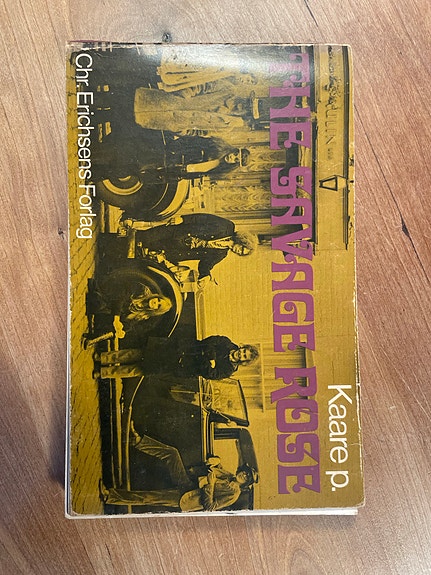 Kaare p.
THE SAVAGE ROSE
Chr. Erichsens Forlag